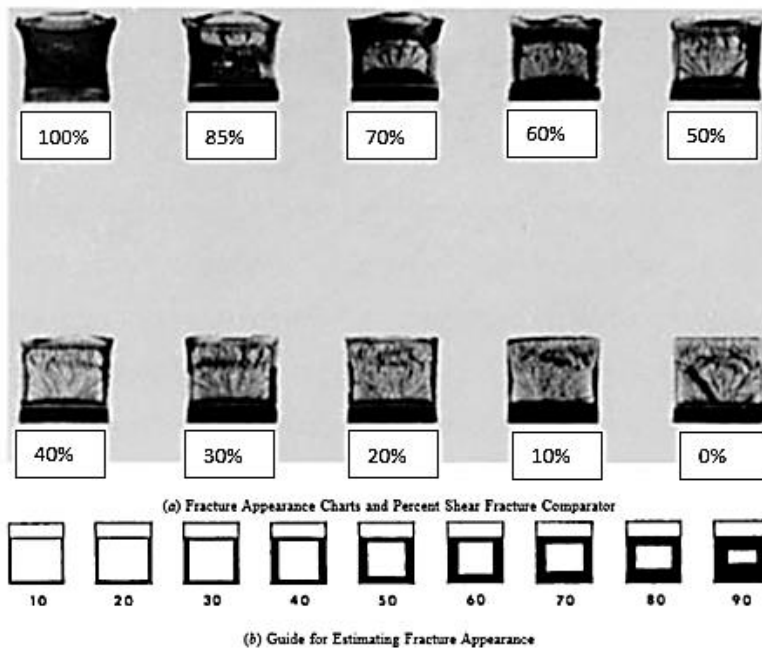 100% 85% 70% 60% 50%
40% 30% 20% 10% 0%
(a) Fracture Appearance Charts and Percent Shear Fracture Comparator
10 20 30 40 50 60 70 80 90
(b) Guide for Estimating Fracture Appearance